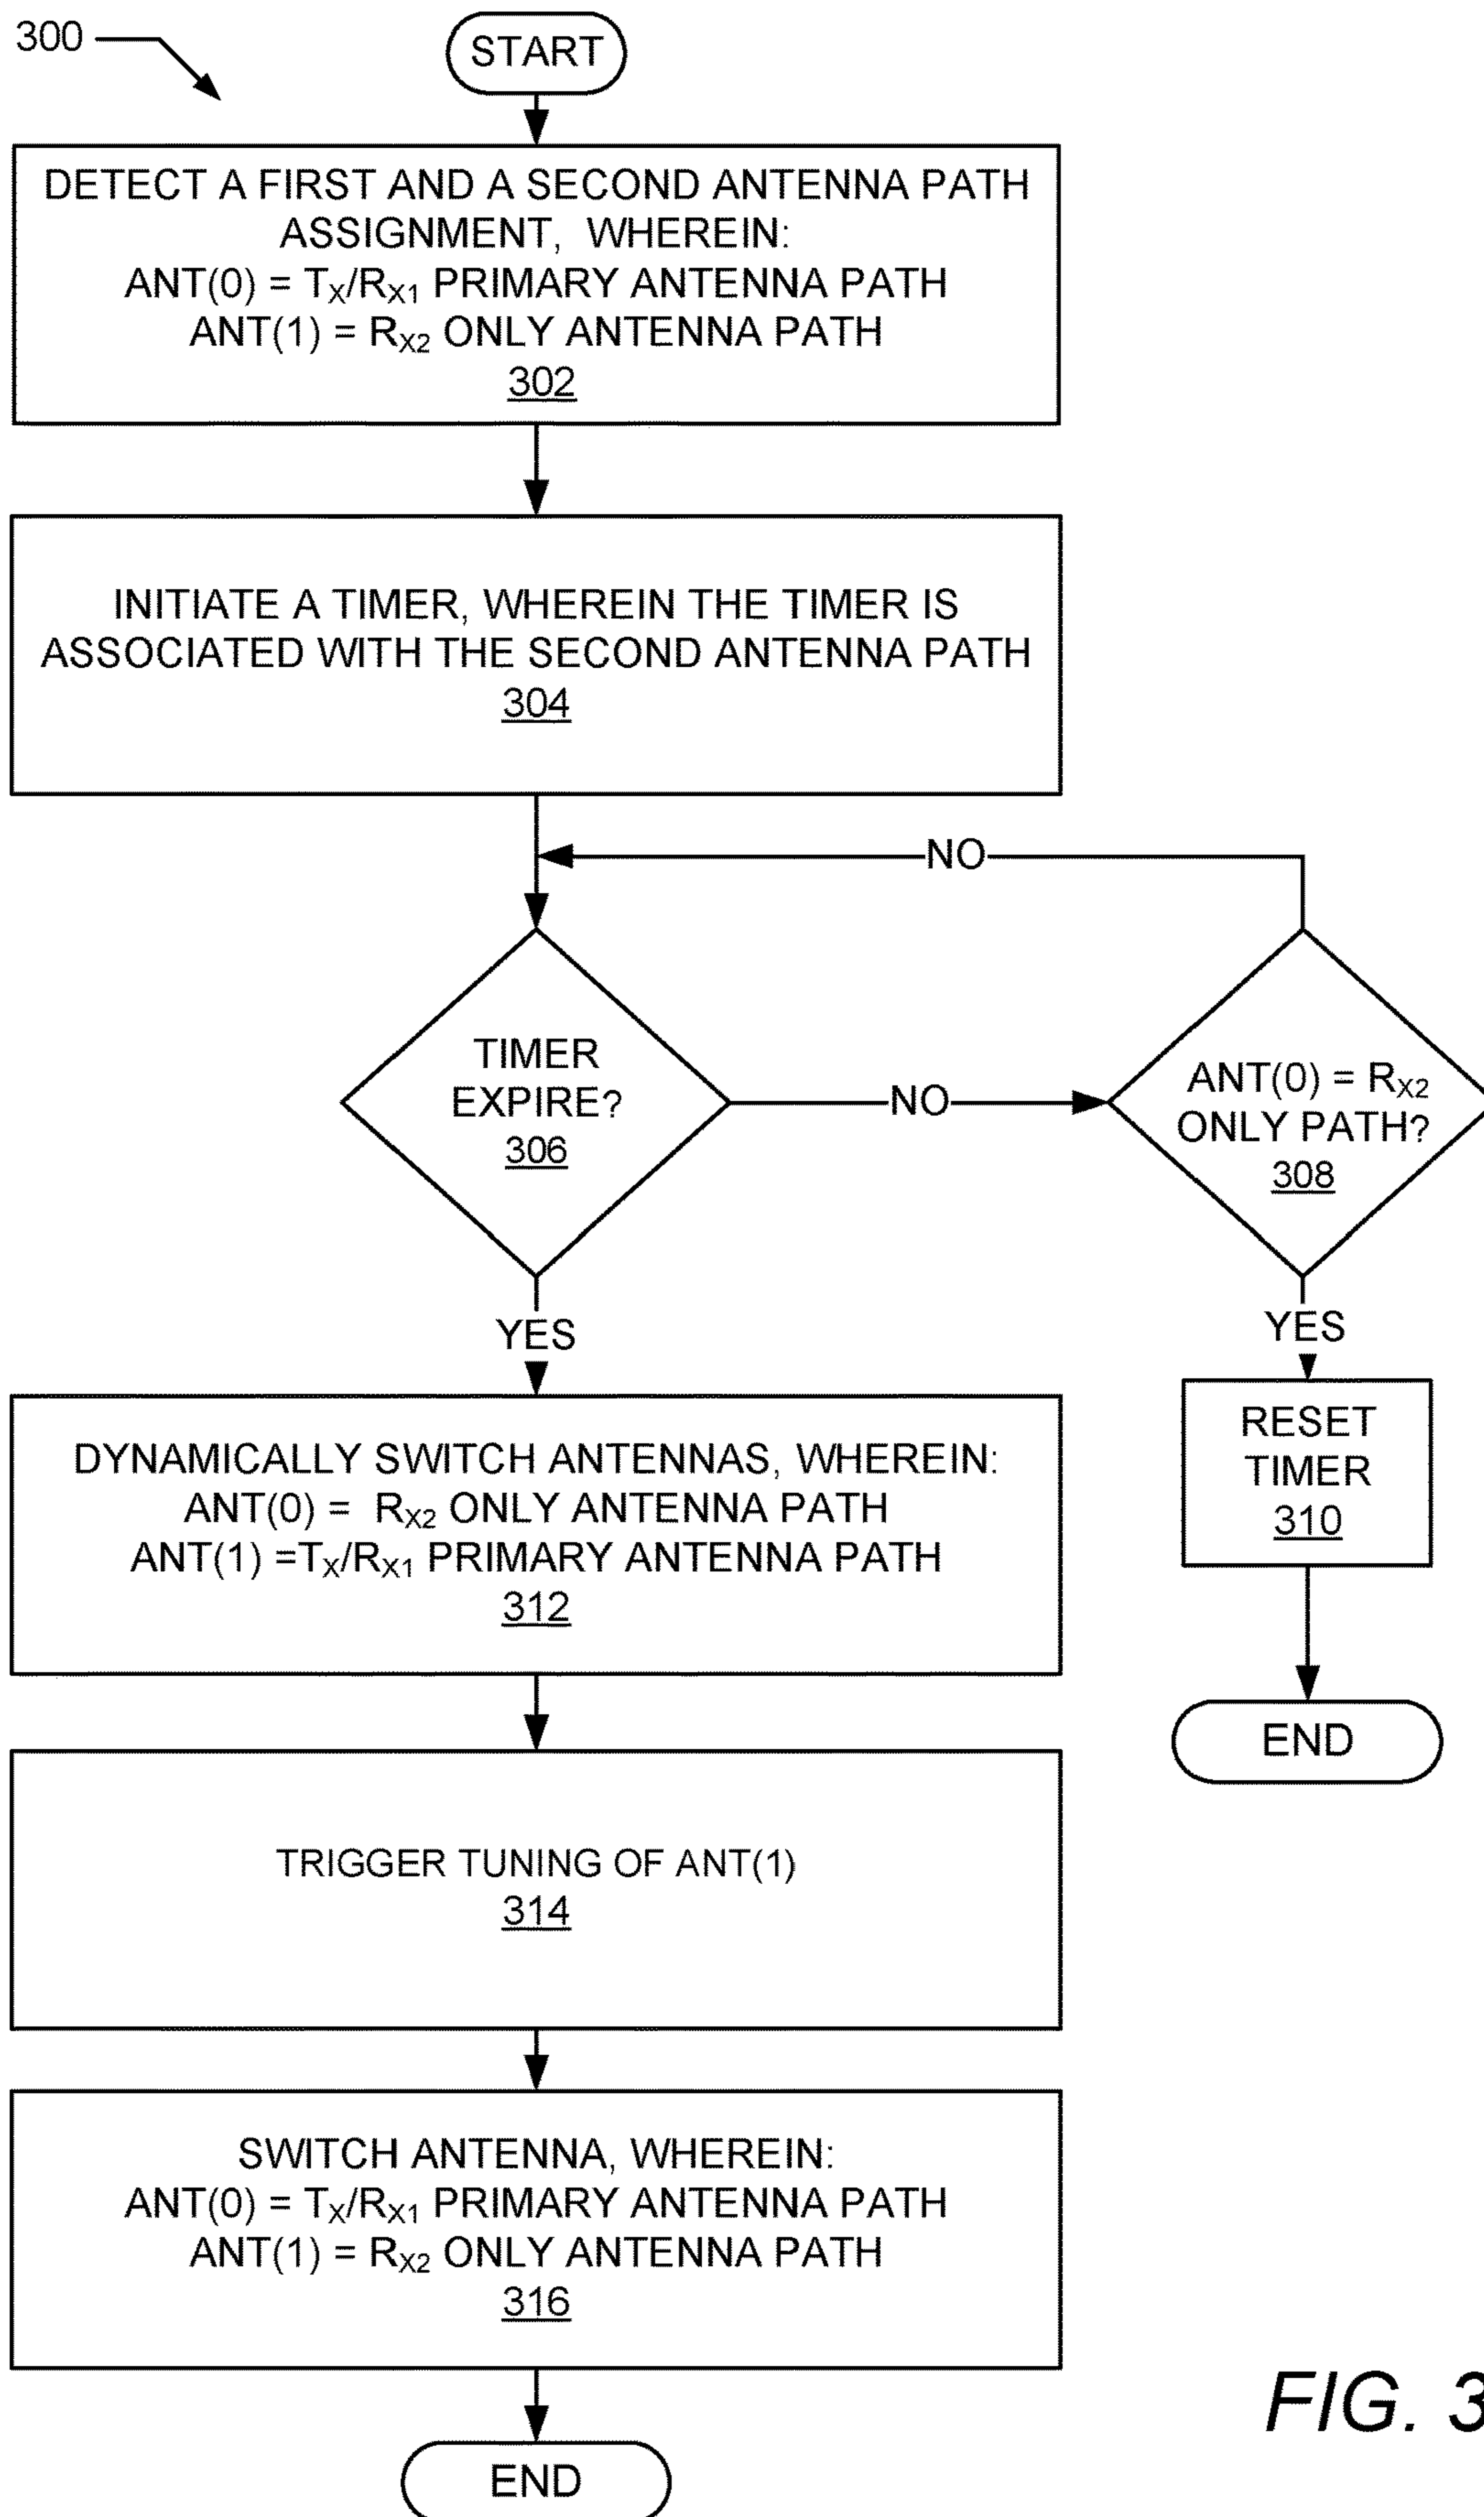 300
START
DETECT A FIRST AND A SECOND ANTENNA PATH
ASSIGNMENT, WHEREIN:
ANT(0) = TX/RX1 PRIMARY ANTENNA PATH
ANT(1) = RX2 ONLY ANTENNA PATH
302
INITIATE A TIMER, WHEREIN THE TIMER IS
ASSOCIATED WITH THE SECOND ANTENNA PATH
304
NO
TIMER
EXPIRE?
306
NO
ANT(0) = RX2
ONLY PATH?
308
YES
YES
RESET
TIMER
310
END
DYNAMICALLY SWITCH ANTENNAS, WHEREIN:
ANT(0) = RX2 ONLY ANTENNA PATH
ANT(1) =TX/RX1 PRIMARY ANTENNA PATH
312
TRIGGER TUNING OF ANT(1)
314
SWITCH ANTENNA, WHEREIN:
ANT(0) = TX/RX1 PRIMARY ANTENNA PATH
ANT(1) = RX2 ONLY ANTENNA PATH
316
END
FIG. 3